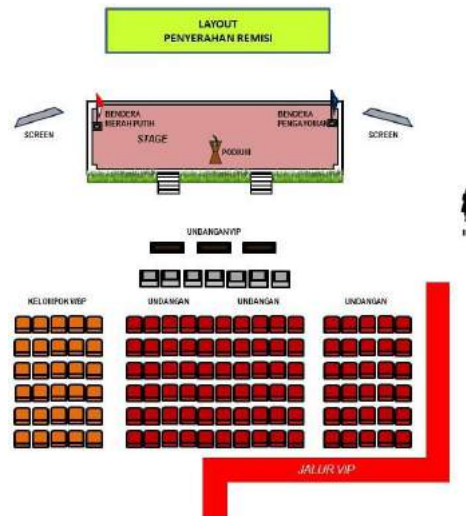 LAYOUT
PENYERAHAN REMISI
BENDERA
MERAH PUTIH
BENDERA
PENGAYOMAN
STAGE
PODIUM
SCREEN
SCREEN
UNDANGAN VIP
KELOMPOK WBP
UNDANGAN
UNDANGAN
UNDANGAN
JALUR VIP